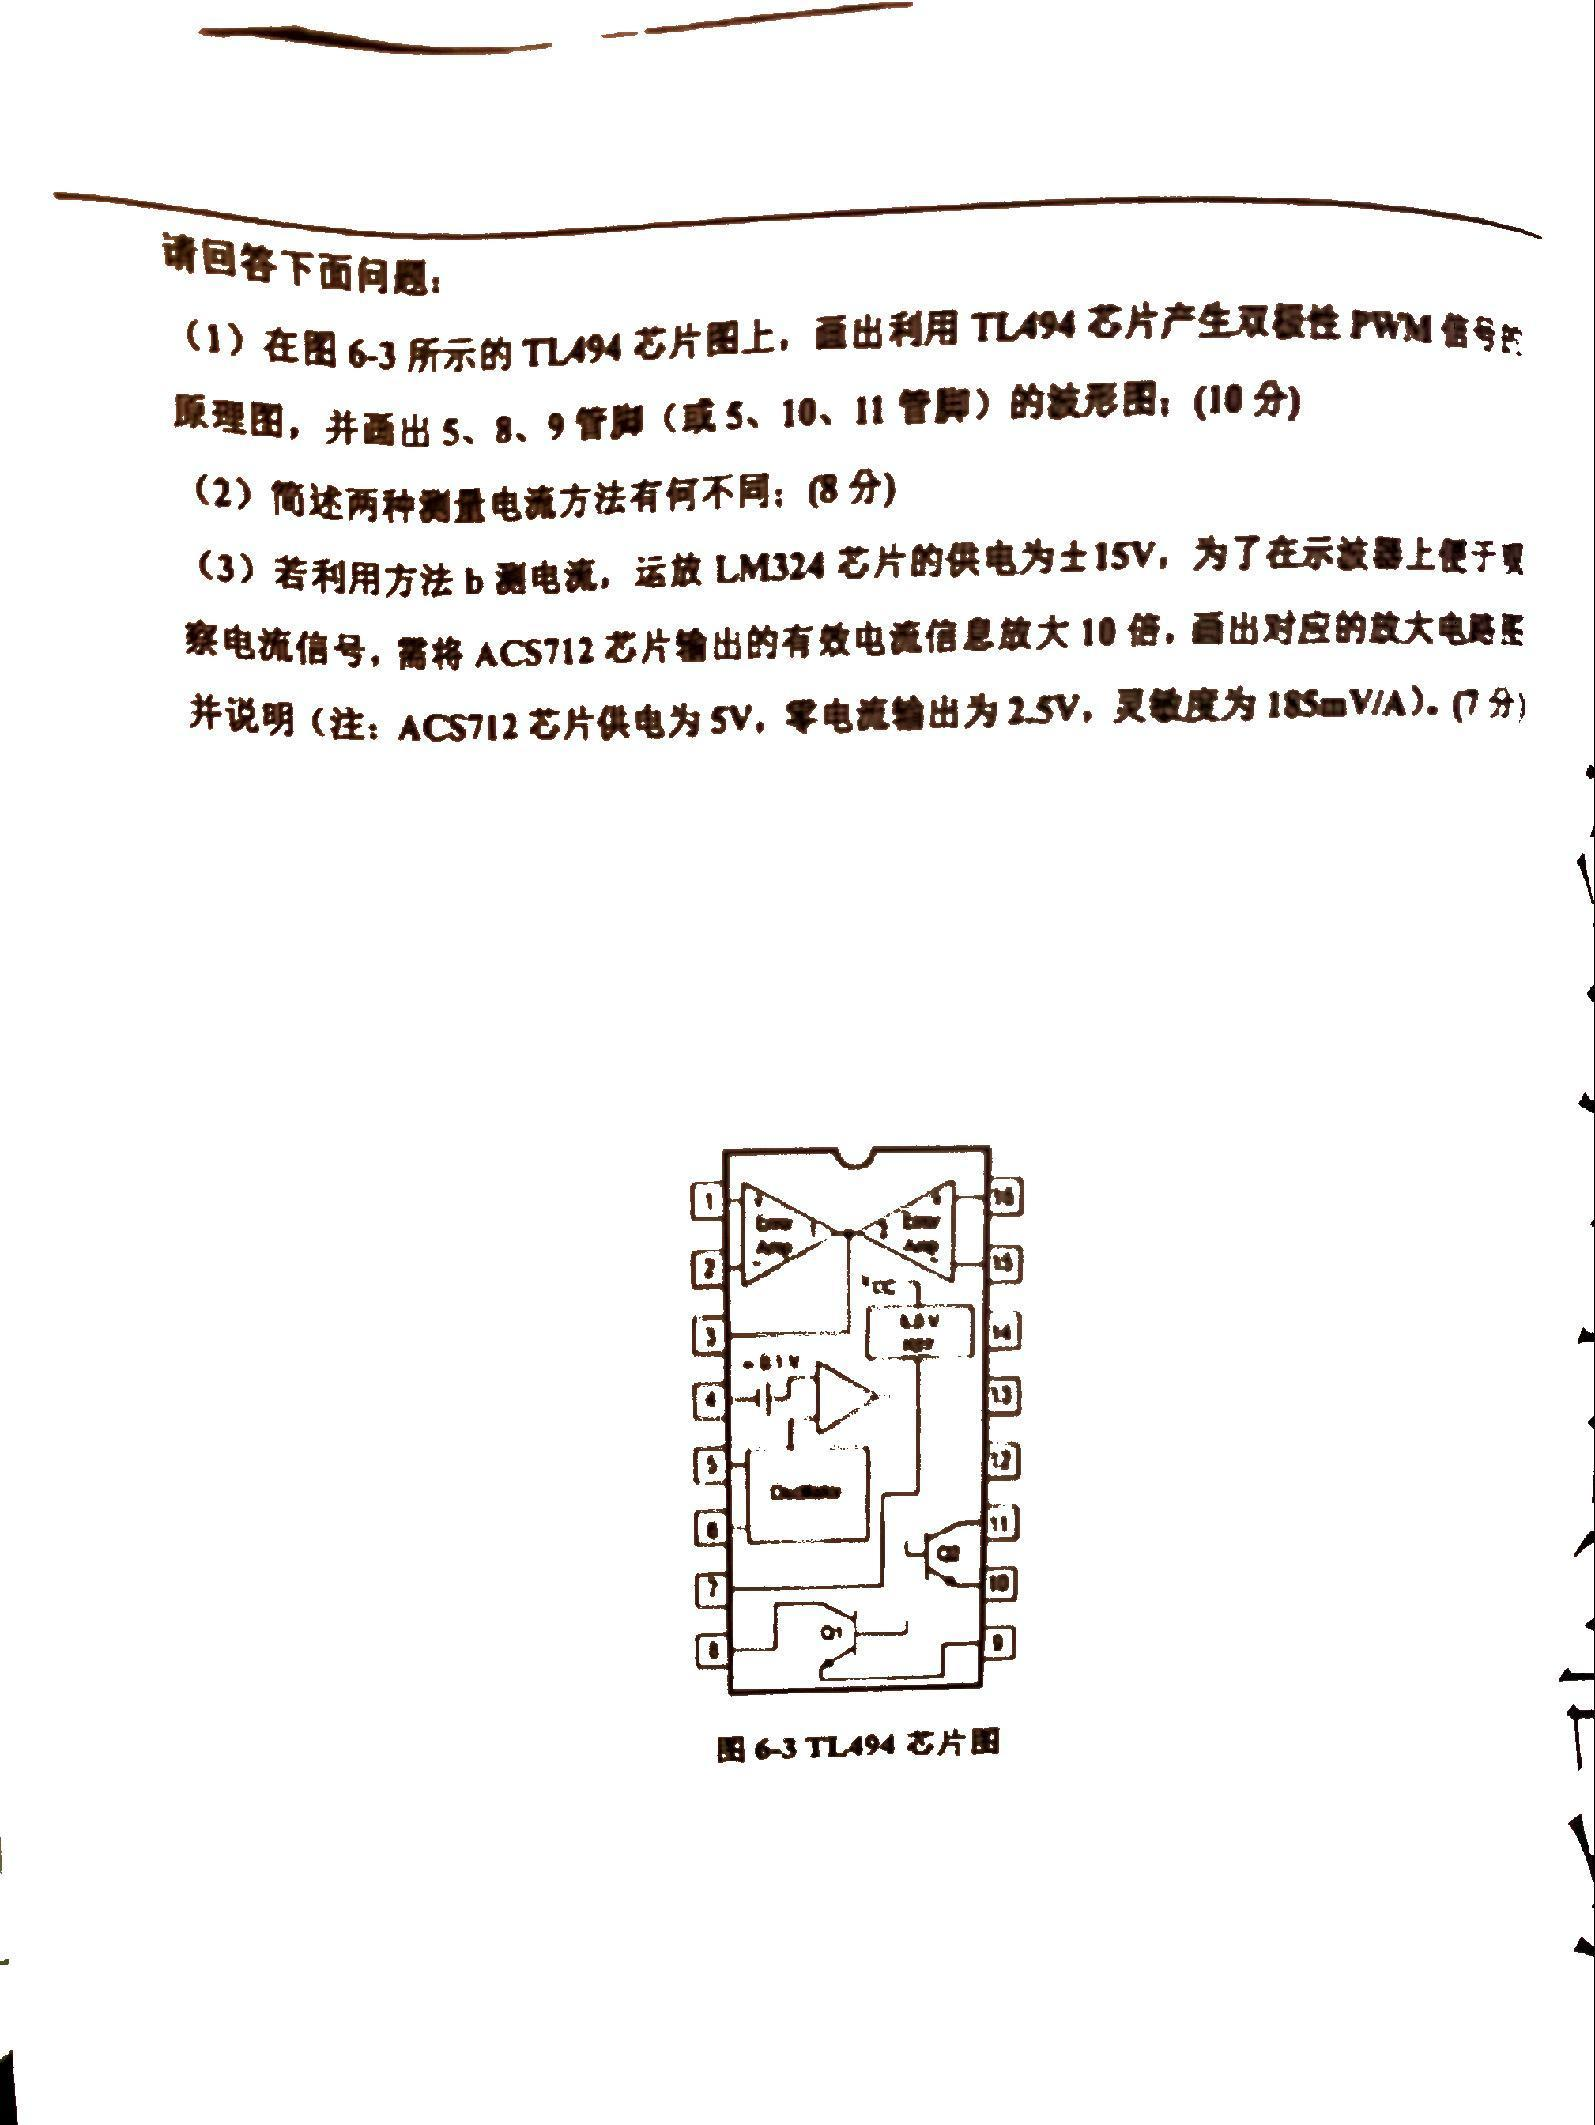 请回答下面问题：
（1）在图 6-3 所示的 TL494 芯片图上，画出利用 TL494 芯片产生双极性 PWM 信号的
原理图，并画出 5、8、9 管脚（或 5、10、11 管脚）的波形图；(10 分)
（2）简述两种测量电流方法有何不同；(8 分)
（3）若利用方法 b 测电流，运放 LM324 芯片的供电为±15V，为了在示波器上便于观
察电流信号，需将 ACS712 芯片输出的有效电流信息放大 10 倍，画出对应的放大电路图
并说明（注：ACS712 芯片供电为 5V，零电流输出为 2.5V，灵敏度为 185mV/A）。(7 分)
1
16
Error
Amp
1
2
Error
Amp
2
15
VCC
3
14
4
13
5
12
Oscillator
6
11
Q2
7
10
Q1
8
9
图 6-3 TL494 芯片图